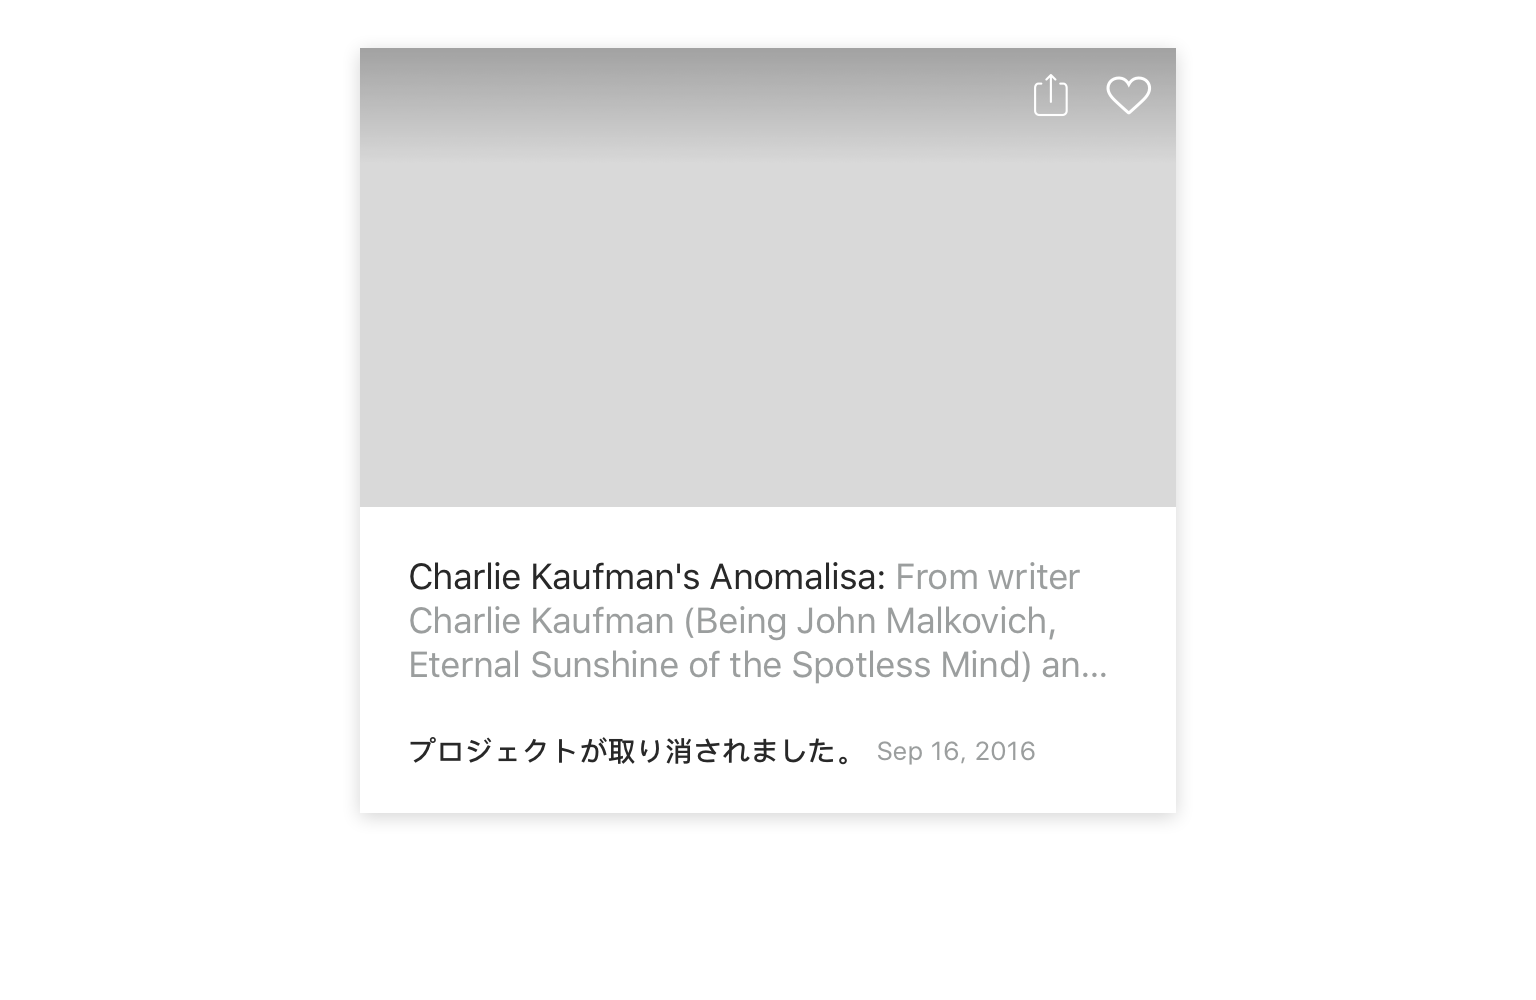 Charlie Kaufman's Anomalisa: From writer
Charlie Kaufman (Being John Malkovich,
Eternal Sunshine of the Spotless Mind) an...
プロジェクトが取り消されました。 Sep 16, 2016